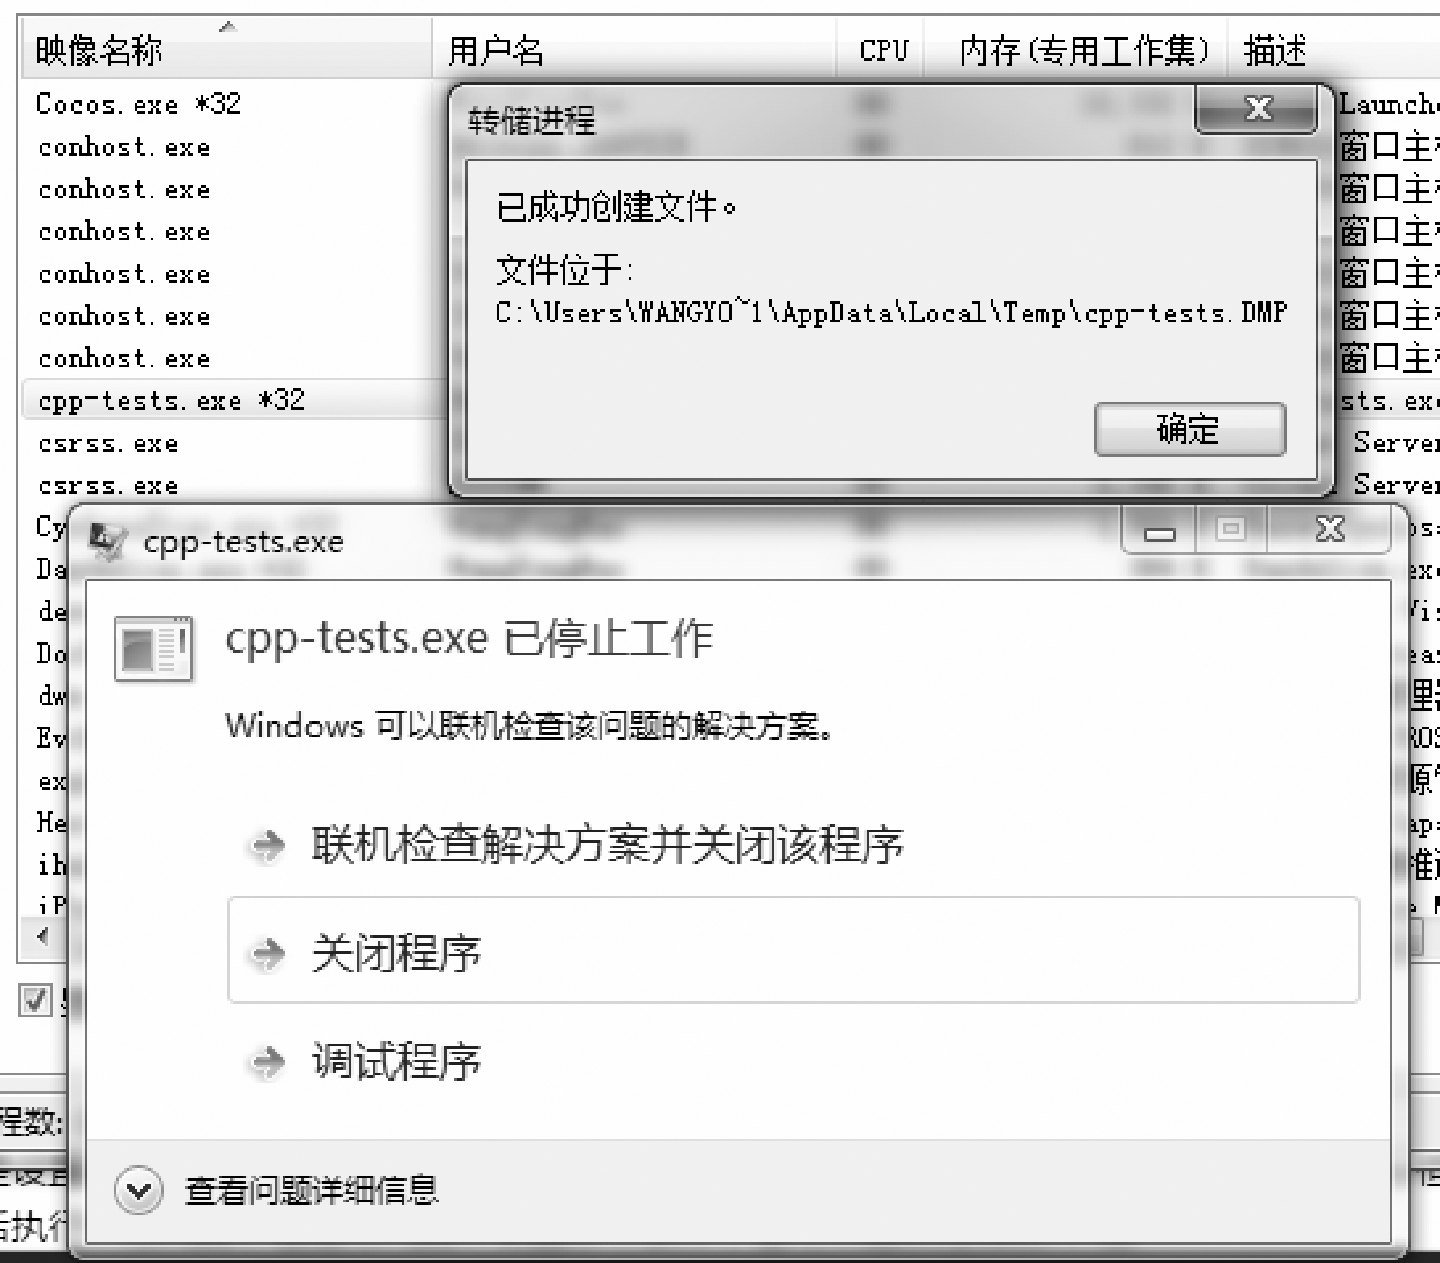 映像名称 用户名 CPU 内存(专用工作集) 描述
Cocos.exe *32
conhost.exe
conhost.exe
conhost.exe
conhost.exe
conhost.exe
conhost.exe
cpp-tests.exe *32
csrss.exe
csrss.exe
转储进程
已成功创建文件。
文件位于:
C:\Users\WANGYO~1\AppData\Local\Temp\cpp-tests.DMP
确定
Launch
窗口主
窗口主
窗口主
窗口主
窗口主
窗口主
sts.ex
Server
Server
Cy
Da
de
Do
dw
Ev
ex
He
ih
iP
程数:
后执行
cpp-tests.exe
cpp-tests.exe 已停止工作
Windows 可以联机检查该问题的解决方案。
联机检查解决方案并关闭该程序
关闭程序
调试程序
查看问题详细信息